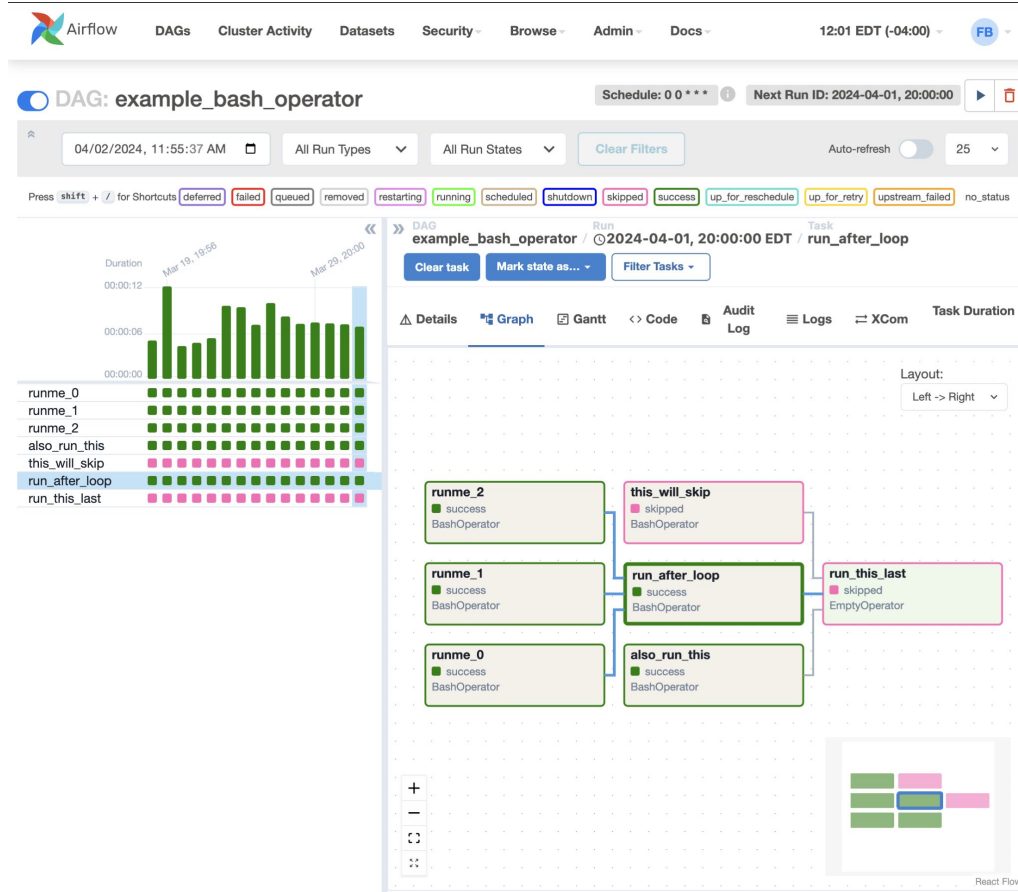 Airflow DAGs Cluster Activity Datasets Security Browse Admin Docs 12:01 EDT (-04:00) FB
DAG: example_bash_operator Schedule: 0 0 * * * Next Run ID: 2024-04-01, 20:00:00
04/02/2024, 11:55:37 AM All Run Types All Run States Clear Filters Auto-refresh 25
Press shift + / for Shortcuts deferred failed queued removed restarting running scheduled shutdown skipped success up_for_reschedule up_for_retry upstream_failed no_status
Duration
Mar 19, 19:56
Mar 29, 20:00
00:00:12
00:00:06
00:00:00
runme_0
runme_1
runme_2
also_run_this
this_will_skip
run_after_loop
run_this_last
DAG Run Task
example_bash_operator / 2024-04-01, 20:00:00 EDT / run_after_loop
Clear task Mark state as... Filter Tasks
Details Graph Gantt <> Code Audit Log Logs XCom Task Duration
Layout:
Left -> Right
runme_2
success
BashOperator
this_will_skip
skipped
BashOperator
runme_1
success
BashOperator
run_after_loop
success
BashOperator
run_this_last
skipped
EmptyOperator
runme_0
success
BashOperator
also_run_this
success
BashOperator
React Flow